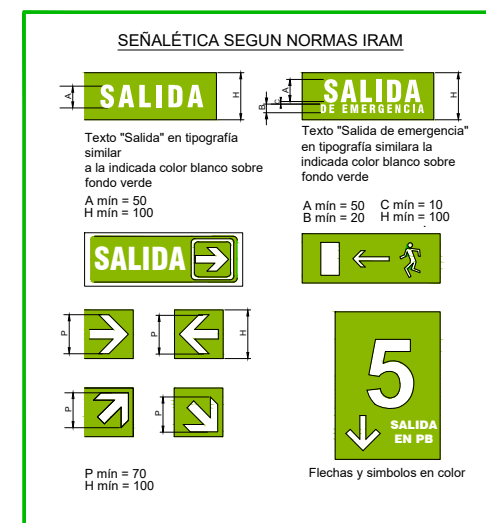 SEÑALÉTICA SEGUN NORMAS IRAM
A
SALIDA
H
Texto "Salida" en tipografía
similar
a la indicada color blanco sobre
fondo verde
A mín = 50
H mín = 100
B
C
A
SALIDA
DE EMERGENCIA
H
Texto "Salida de emergencia"
en tipografía similara la
indicada color blanco sobre
fondo verde
A mín = 50 C mín = 10
B mín = 20 H mín = 100
SALIDA
P
P
H
P
P
P mín = 70
H mín = 100
5
SALIDA
EN PB
Flechas y simbolos en color